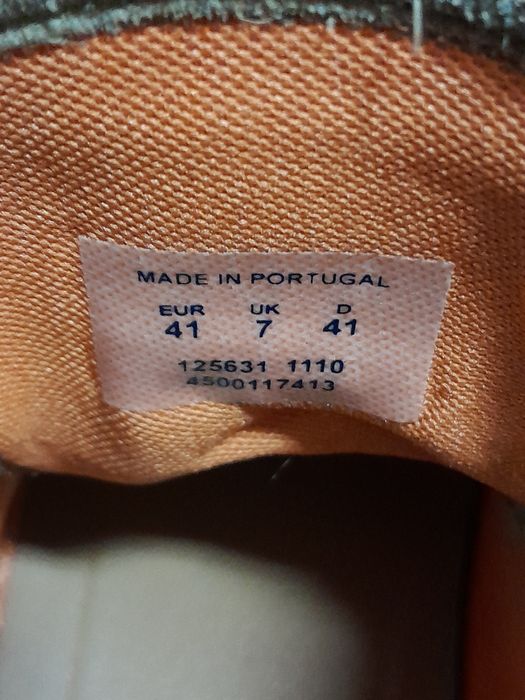 MADE IN PORTUGAL
EUR UK D
41 7 41
125631 1110
4500117413